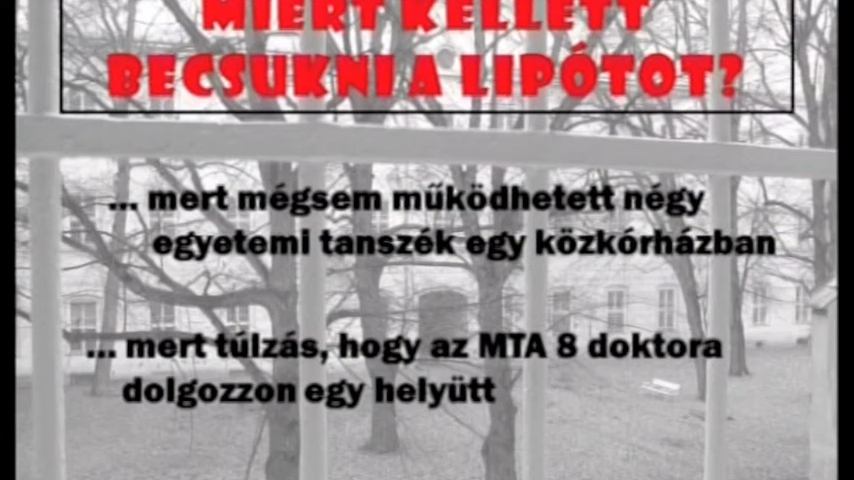 MIÉRT KELLETT
BECSUKNI A LIPÓTOT?
... mert mégsem működhetett négy
egyetemi tanszék egy közkórházban
... mert túlzás, hogy az MTA 8 doktora
dolgozzon egy helyütt